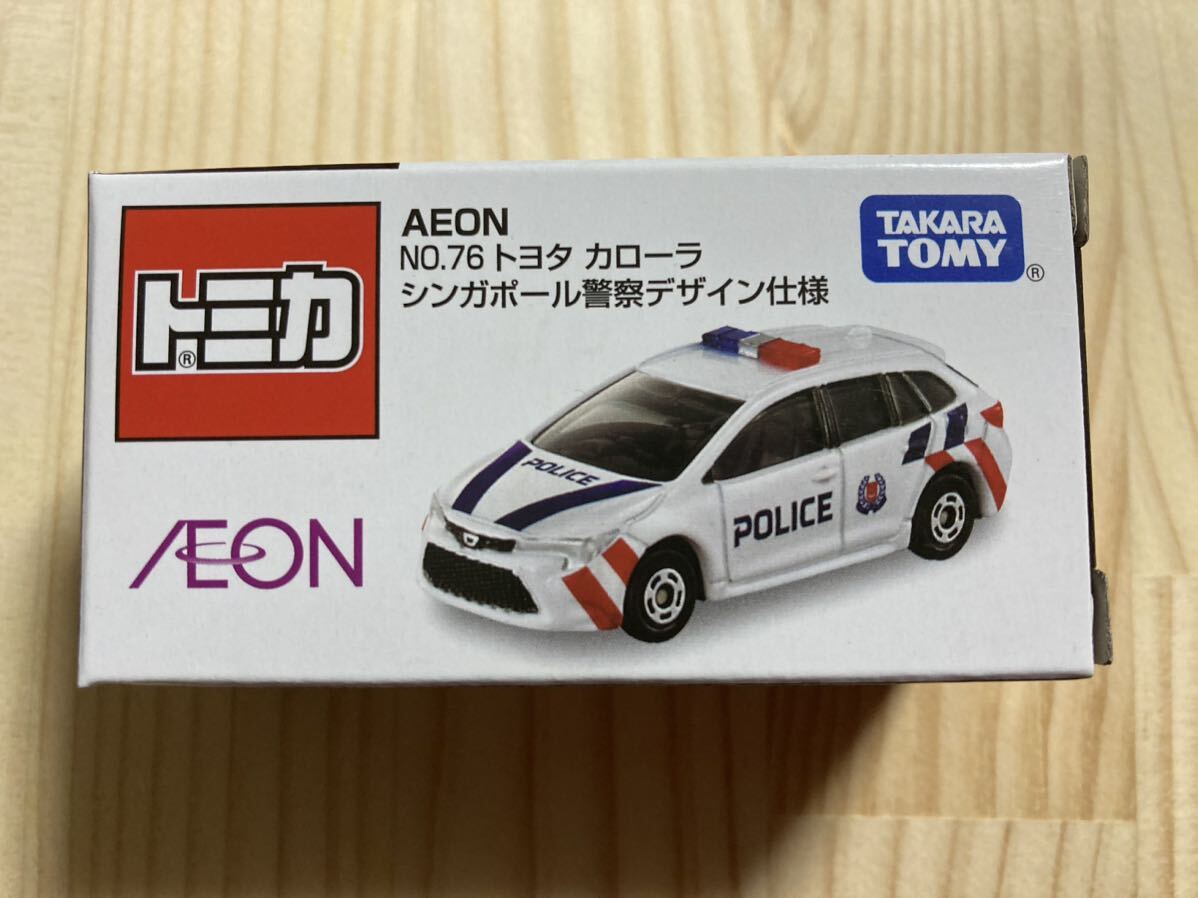 トミカ®
AEON
NO.76 トヨタ カローラ
シンガポール警察デザイン仕様
TAKARA
TOMY®
AEON
POLICE
POLICE